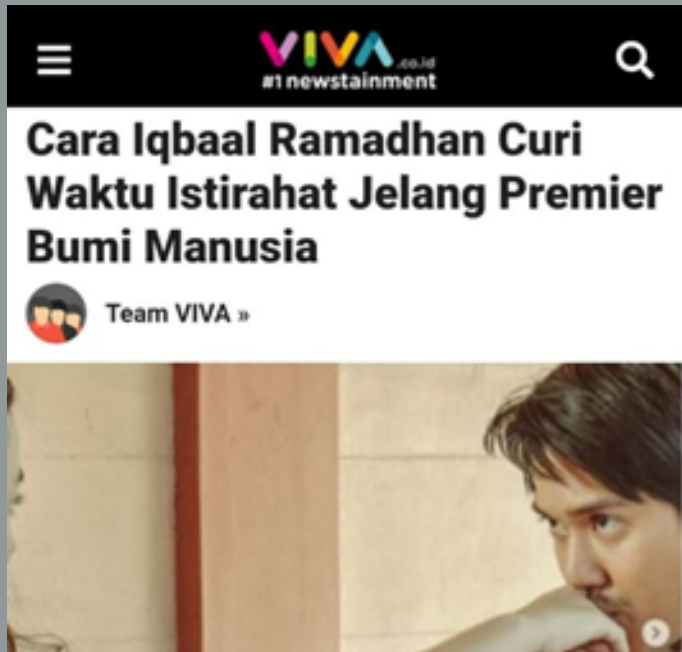 VIVA.co.id
#1 newstainment
Cara Iqbaal Ramadhan Curi
Waktu Istirahat Jelang Premier
Bumi Manusia
Team VIVA »